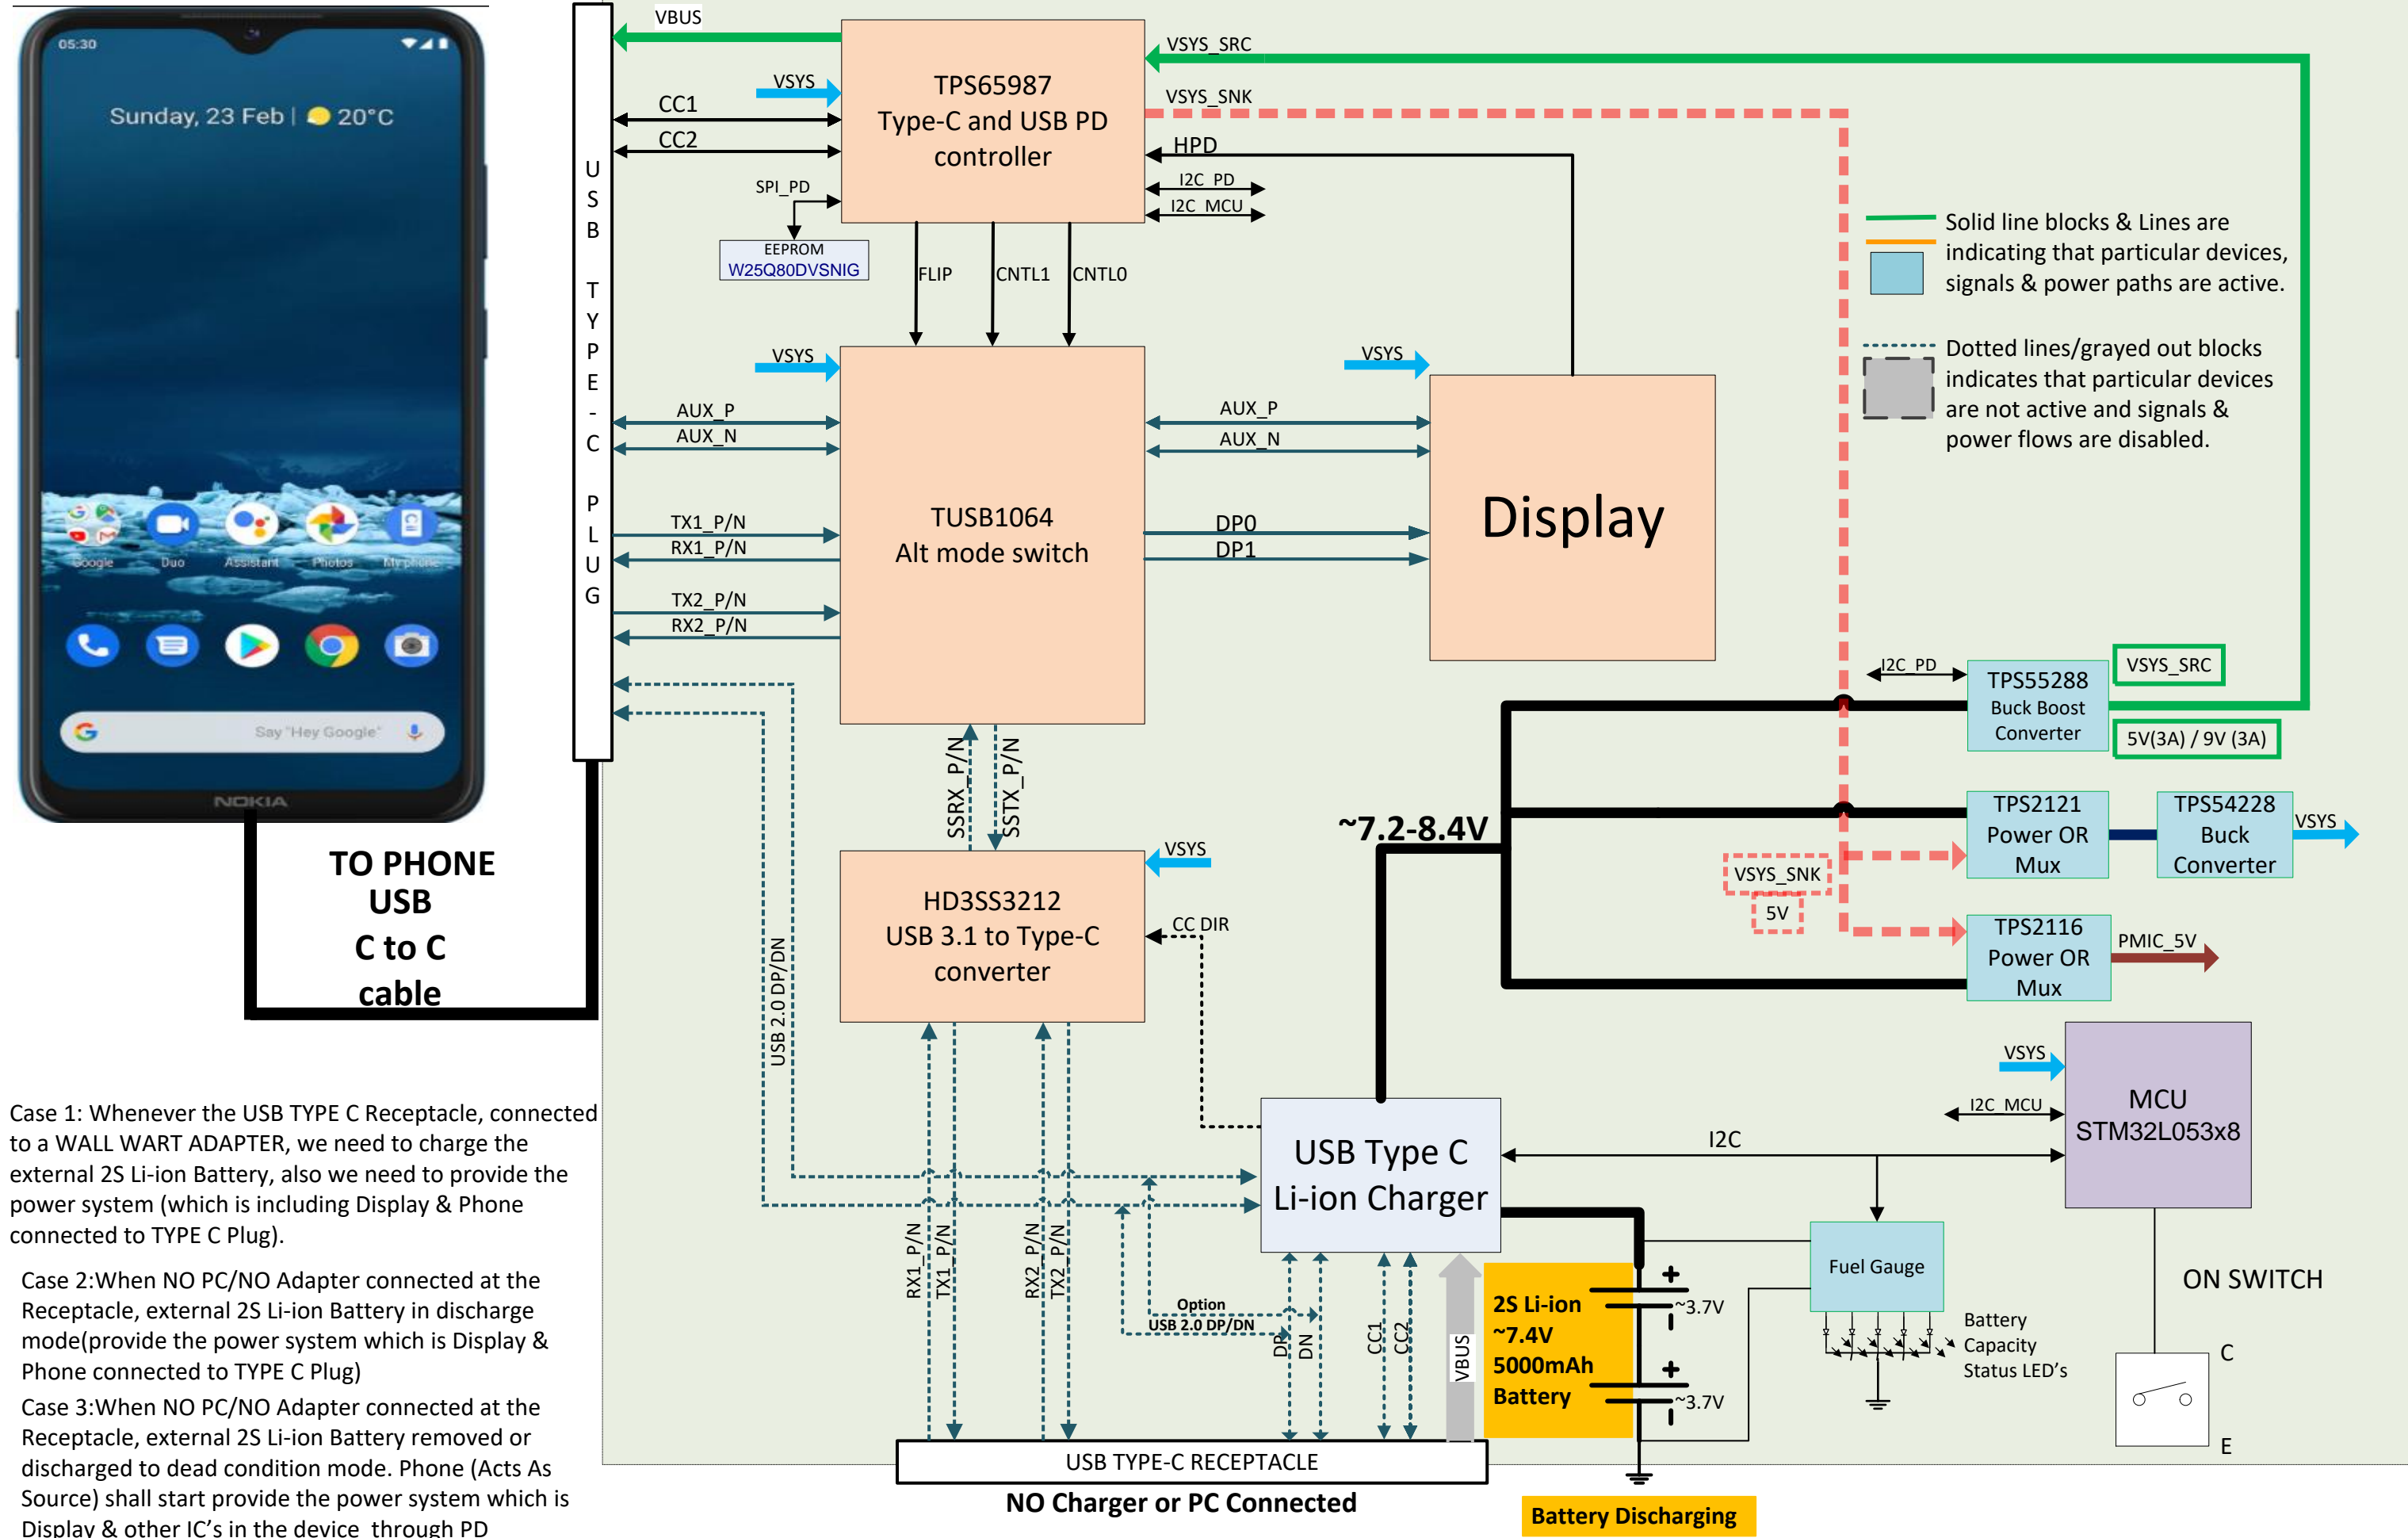 05:30
Sunday, 23 Feb | 20°C
Google
Duo
Assistant
Photos
My phone
Say "Hey Google"
NOKIA
TO PHONE
USB
C to C
cable
USB TYPE-C PLUG
VBUS
VSYS
CC1
CC2
SPI_PD
EEPROM
W25Q80DVSNIG
TPS65987
Type-C and USB PD
controller
VSYS_SRC
VSYS_SNK
HPD
I2C_PD
I2C_MCU
FLIP
CNTL1
CNTL0
Solid line blocks & Lines are
indicating that particular devices,
signals & power paths are active.
Dotted lines/grayed out blocks
indicates that particular devices
are not active and signals &
power flows are disabled.
VSYS
VSYS
AUX_P
AUX_N
AUX_P
AUX_N
TX1_P/N
RX1_P/N
TX2_P/N
RX2_P/N
TUSB1064
Alt mode switch
DP0
DP1
Display
I2C_PD
TPS55288
Buck Boost
Converter
VSYS_SRC
5V(3A) / 9V (3A)
SSRX_P/N
SSTX_P/N
~7.2-8.4V
TPS2121
Power OR
Mux
TPS54228
Buck
Converter
VSYS
VSYS_SNK
5V
TPS2116
Power OR
Mux
PMIC_5V
VSYS
HD3SS3212
USB 3.1 to Type-C
converter
CC DIR
USB 2.0 DP/DN
VSYS
I2C_MCU
MCU
STM32L053x8
I2C
USB Type C
Li-ion Charger
RX1_P/N
TX1_P/N
RX2_P/N
TX2_P/N
Option
USB 2.0 DP/DN
DP
DN
CC1
CC2
VBUS
2S Li-ion
~7.4V
5000mAh
Battery
~3.7V
~3.7V
Fuel Gauge
Battery
Capacity
Status LED's
ON SWITCH
C
E
USB TYPE-C RECEPTACLE
NO Charger or PC Connected
Battery Discharging
Case 1: Whenever the USB TYPE C Receptacle, connected
to a WALL WART ADAPTER, we need to charge the
external 2S Li-ion Battery, also we need to provide the
power system (which is including Display & Phone
connected to TYPE C Plug).
Case 2:When NO PC/NO Adapter connected at the
Receptacle, external 2S Li-ion Battery in discharge
mode(provide the power system which is Display &
Phone connected to TYPE C Plug)
Case 3:When NO PC/NO Adapter connected at the
Receptacle, external 2S Li-ion Battery removed or
discharged to dead condition mode. Phone (Acts As
Source) shall start provide the power system which is
Display & other IC's in the device through PD